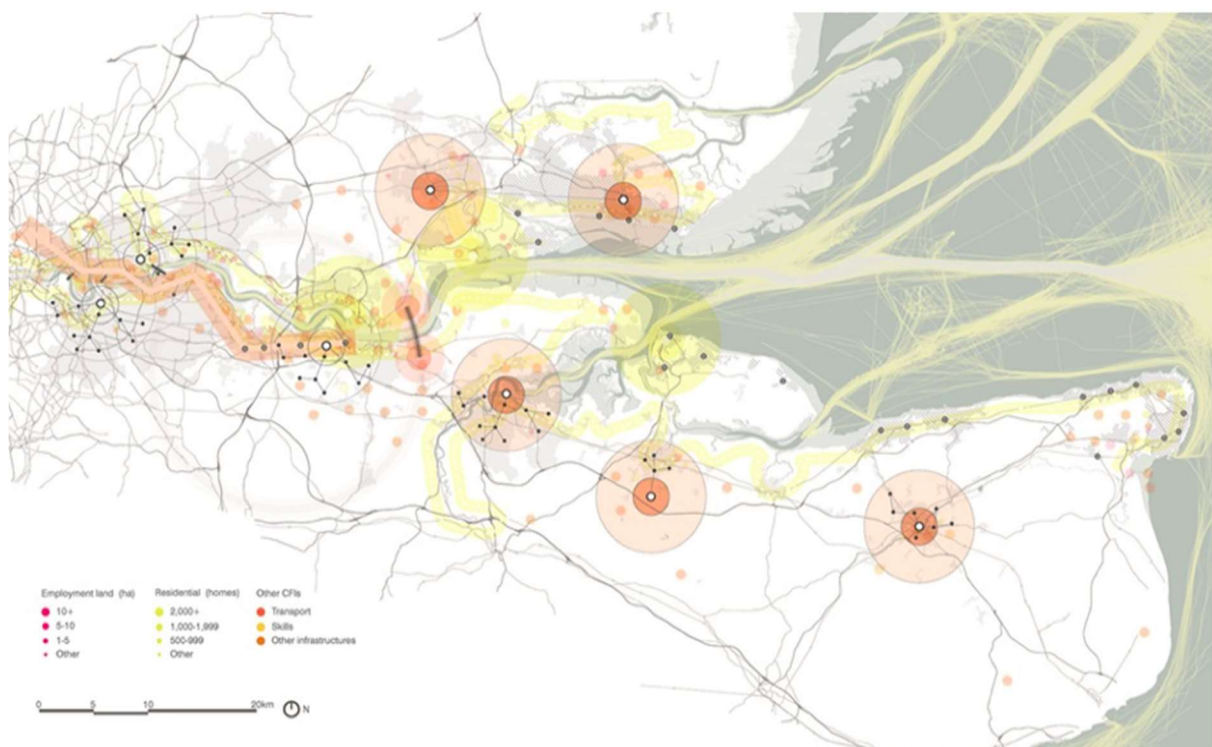 Employment land (ha)
10+
5-10
1-5
Other
Residential (homes)
2,000+
1,000-1,999
500-999
Other
Other CFIs
Transport
Skills
Other infrastructures
0 5 10 20km N